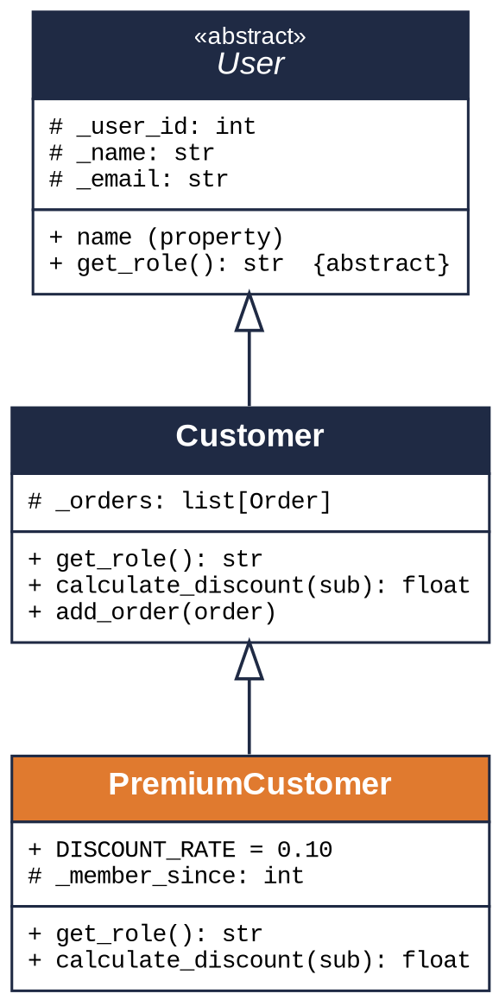 «abstract»
User
# _user_id: int
# _name: str
# _email: str
+ name (property)
+ get_role(): str  {abstract}
Customer
# _orders: list[Order]
+ get_role(): str
+ calculate_discount(sub): float
+ add_order(order)
PremiumCustomer
+ DISCOUNT_RATE = 0.10
# _member_since: int
+ get_role(): str
+ calculate_discount(sub): float